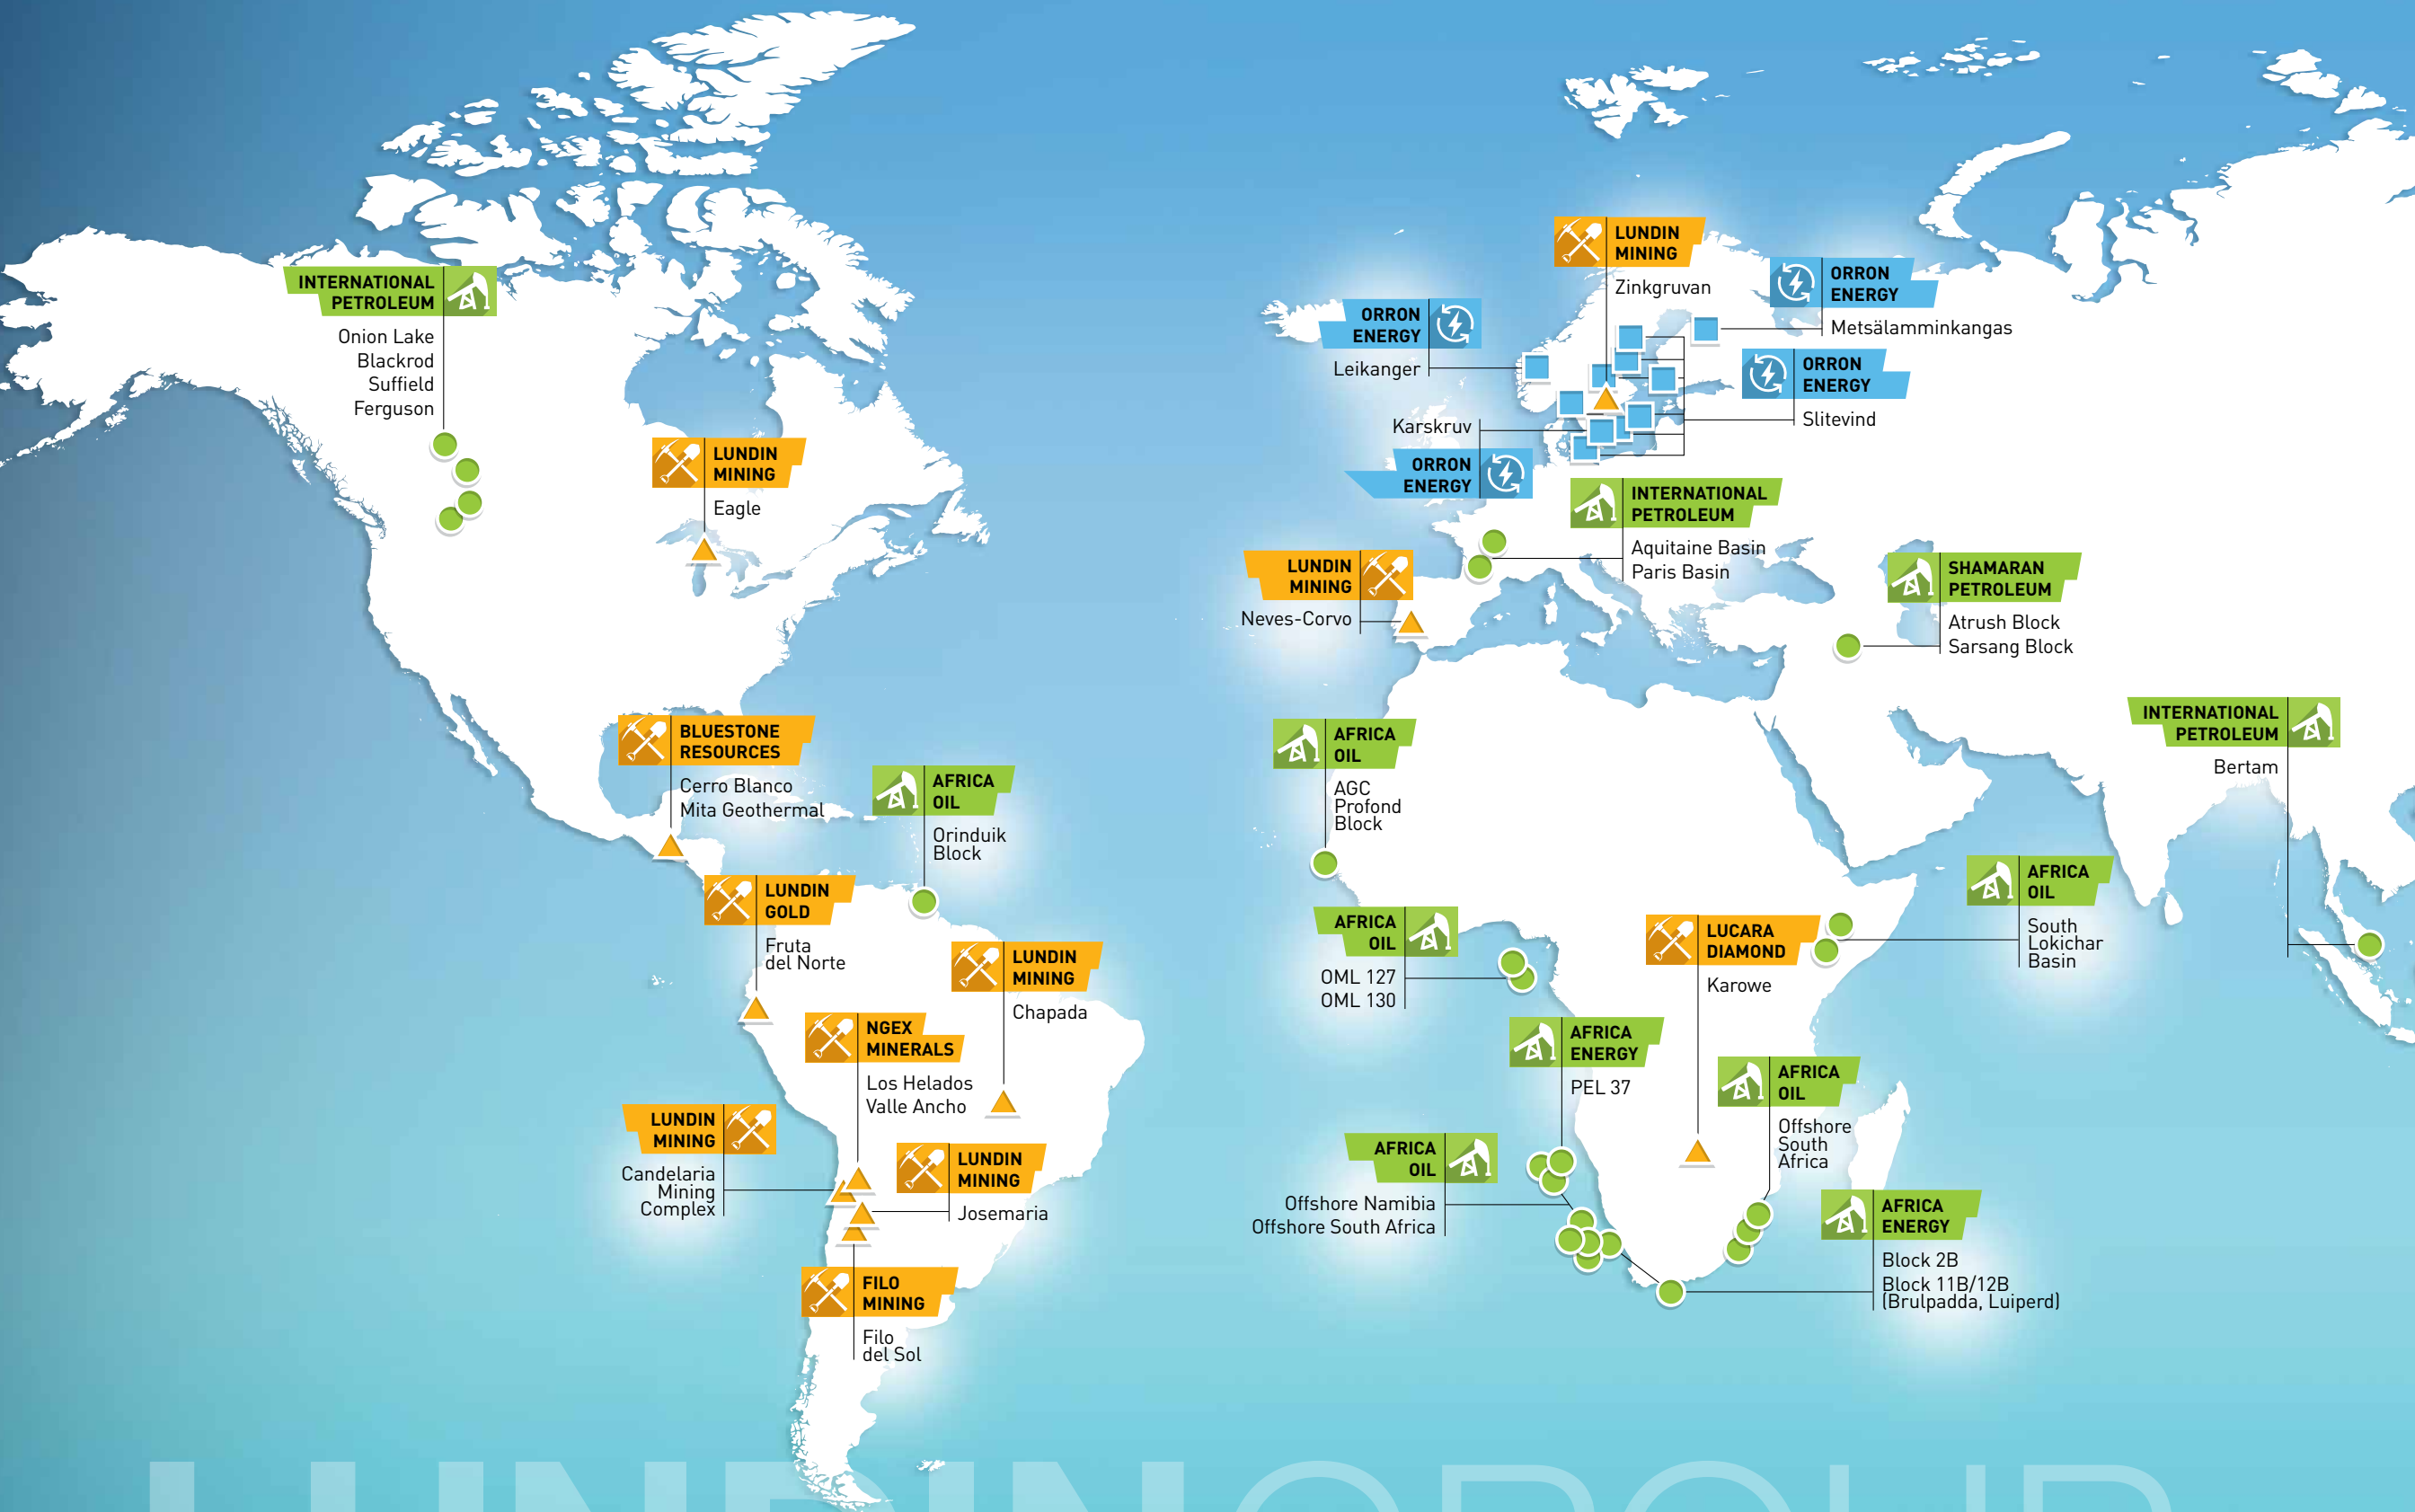 INTERNATIONAL
PETROLEUM
Onion Lake
Blackrod
Suffield
Ferguson
LUNDIN
MINING
Eagle
BLUESTONE
RESOURCES
Cerro Blanco
Mita Geothermal
AFRICA
OIL
Orinduik
Block
LUNDIN
GOLD
Fruta
del Norte
LUNDIN
MINING
Chapada
NGEX
MINERALS
Los Helados
Valle Ancho
LUNDIN
MINING
Candelaria
Mining
Complex
LUNDIN
MINING
Josemaria
FILO
MINING
Filo
del Sol
LUNDIN
MINING
Zinkgruvan
ORRON
ENERGY
Metsälamminkangas
ORRON
ENERGY
Leikanger
ORRON
ENERGY
Slitevind
Karskruv
ORRON
ENERGY
INTERNATIONAL
PETROLEUM
Aquitaine Basin
Paris Basin
LUNDIN
MINING
Neves-Corvo
SHAMARAN
PETROLEUM
Atrush Block
Sarsang Block
INTERNATIONAL
PETROLEUM
Bertam
AFRICA
OIL
AGC
Profond
Block
AFRICA
OIL
South
Lokichar
Basin
AFRICA
OIL
OML 127
OML 130
LUCARA
DIAMOND
Karowe
AFRICA
ENERGY
PEL 37
AFRICA
OIL
Offshore
South
Africa
AFRICA
OIL
Offshore Namibia
Offshore South Africa
AFRICA
ENERGY
Block 2B
Block 11B/12B
(Brulpadda, Luiperd)
LUNDIN GROUP